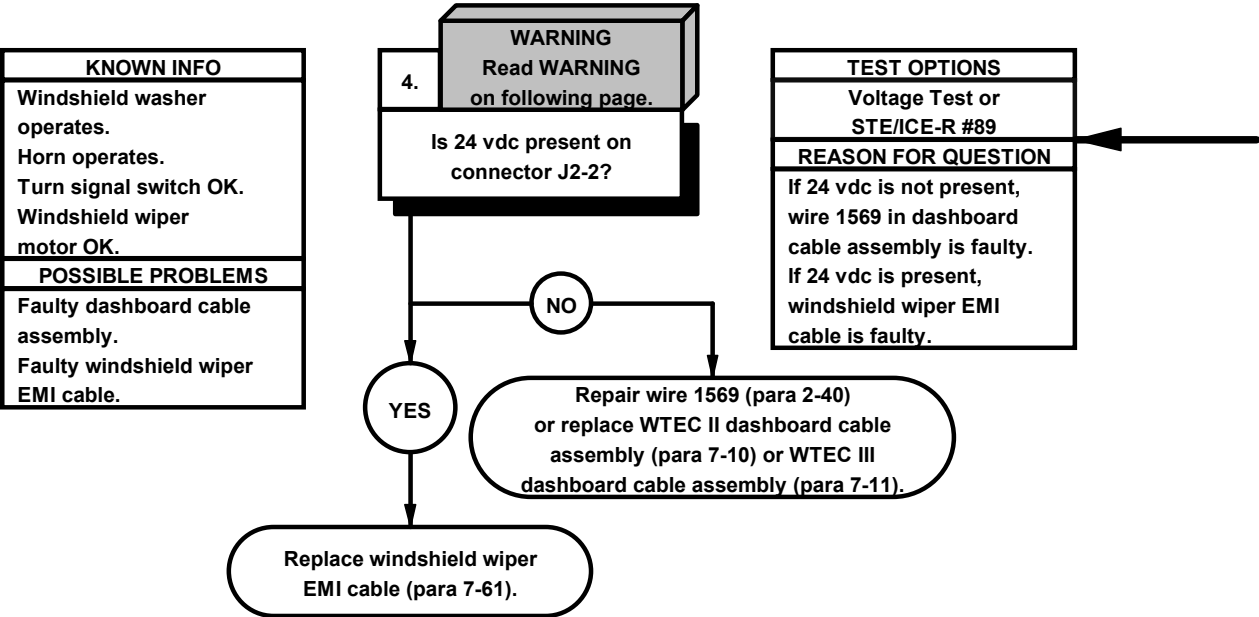 KNOWN INFO
Windshield washer
operates.
Horn operates.
Turn signal switch OK.
Windshield wiper
motor OK.
POSSIBLE PROBLEMS
Faulty dashboard cable
assembly.
Faulty windshield wiper
EMI cable.
WARNING
Read WARNING
on following page.
4.
Is 24 vdc present on
connector J2-2?
TEST OPTIONS
Voltage Test or
STE/ICE-R #89
REASON FOR QUESTION
If 24 vdc is not present,
wire 1569 in dashboard
cable assembly is faulty.
If 24 vdc is present,
windshield wiper EMI
cable is faulty.
NO
YES
Repair wire 1569 (para 2-40)
or replace WTEC II dashboard cable
assembly (para 7-10) or WTEC III
dashboard cable assembly (para 7-11).
Replace windshield wiper
EMI cable (para 7-61).